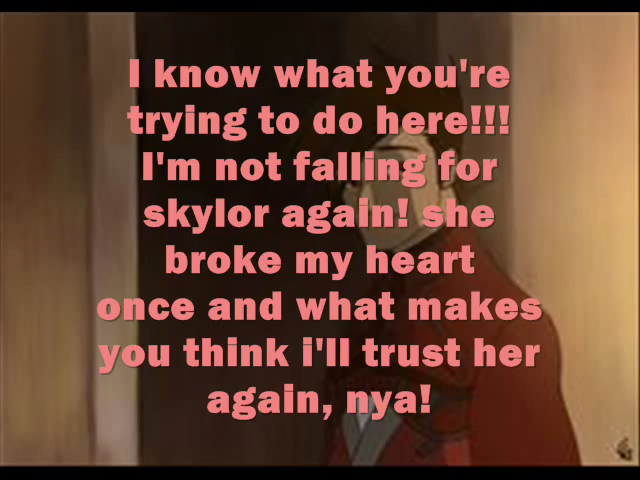 I know what you're
trying to do here!!!
I'm not falling for
skylor again! she
broke my heart
once and what makes
you think i'll trust her
again, nya!